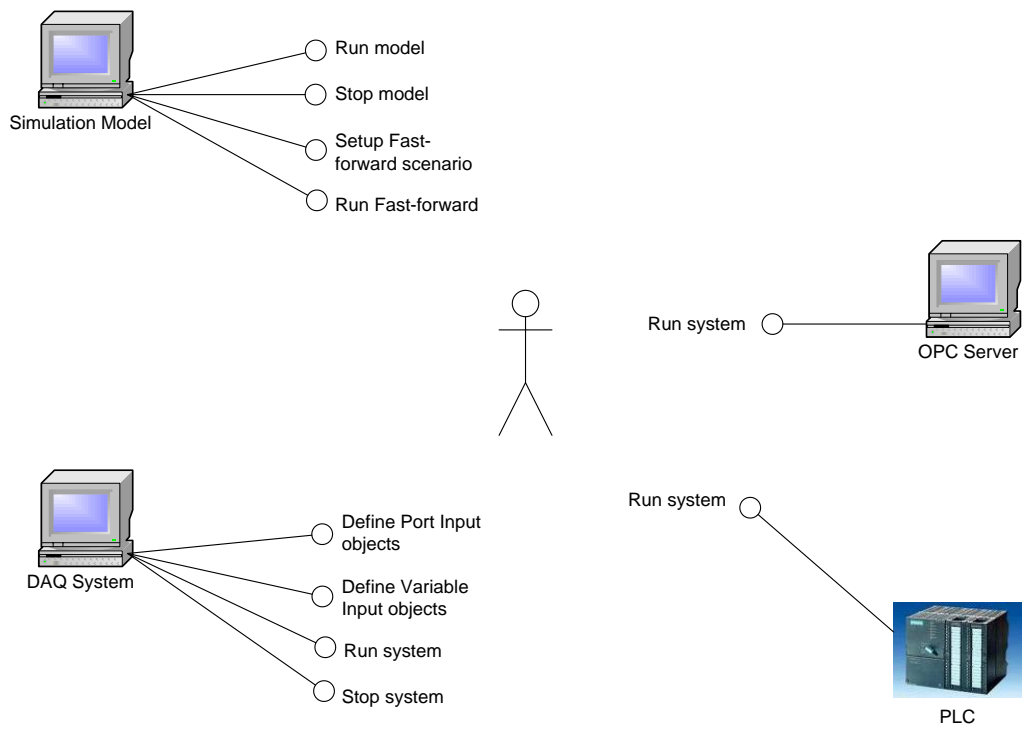 Run model
Stop model
Simulation Model
Setup Fast-
forward scenario
Run Fast-forward
Run system
OPC Server
Run system
Define Port Input
objects
DAQ System
Define Variable
Input objects
Run system
Stop system
PLC